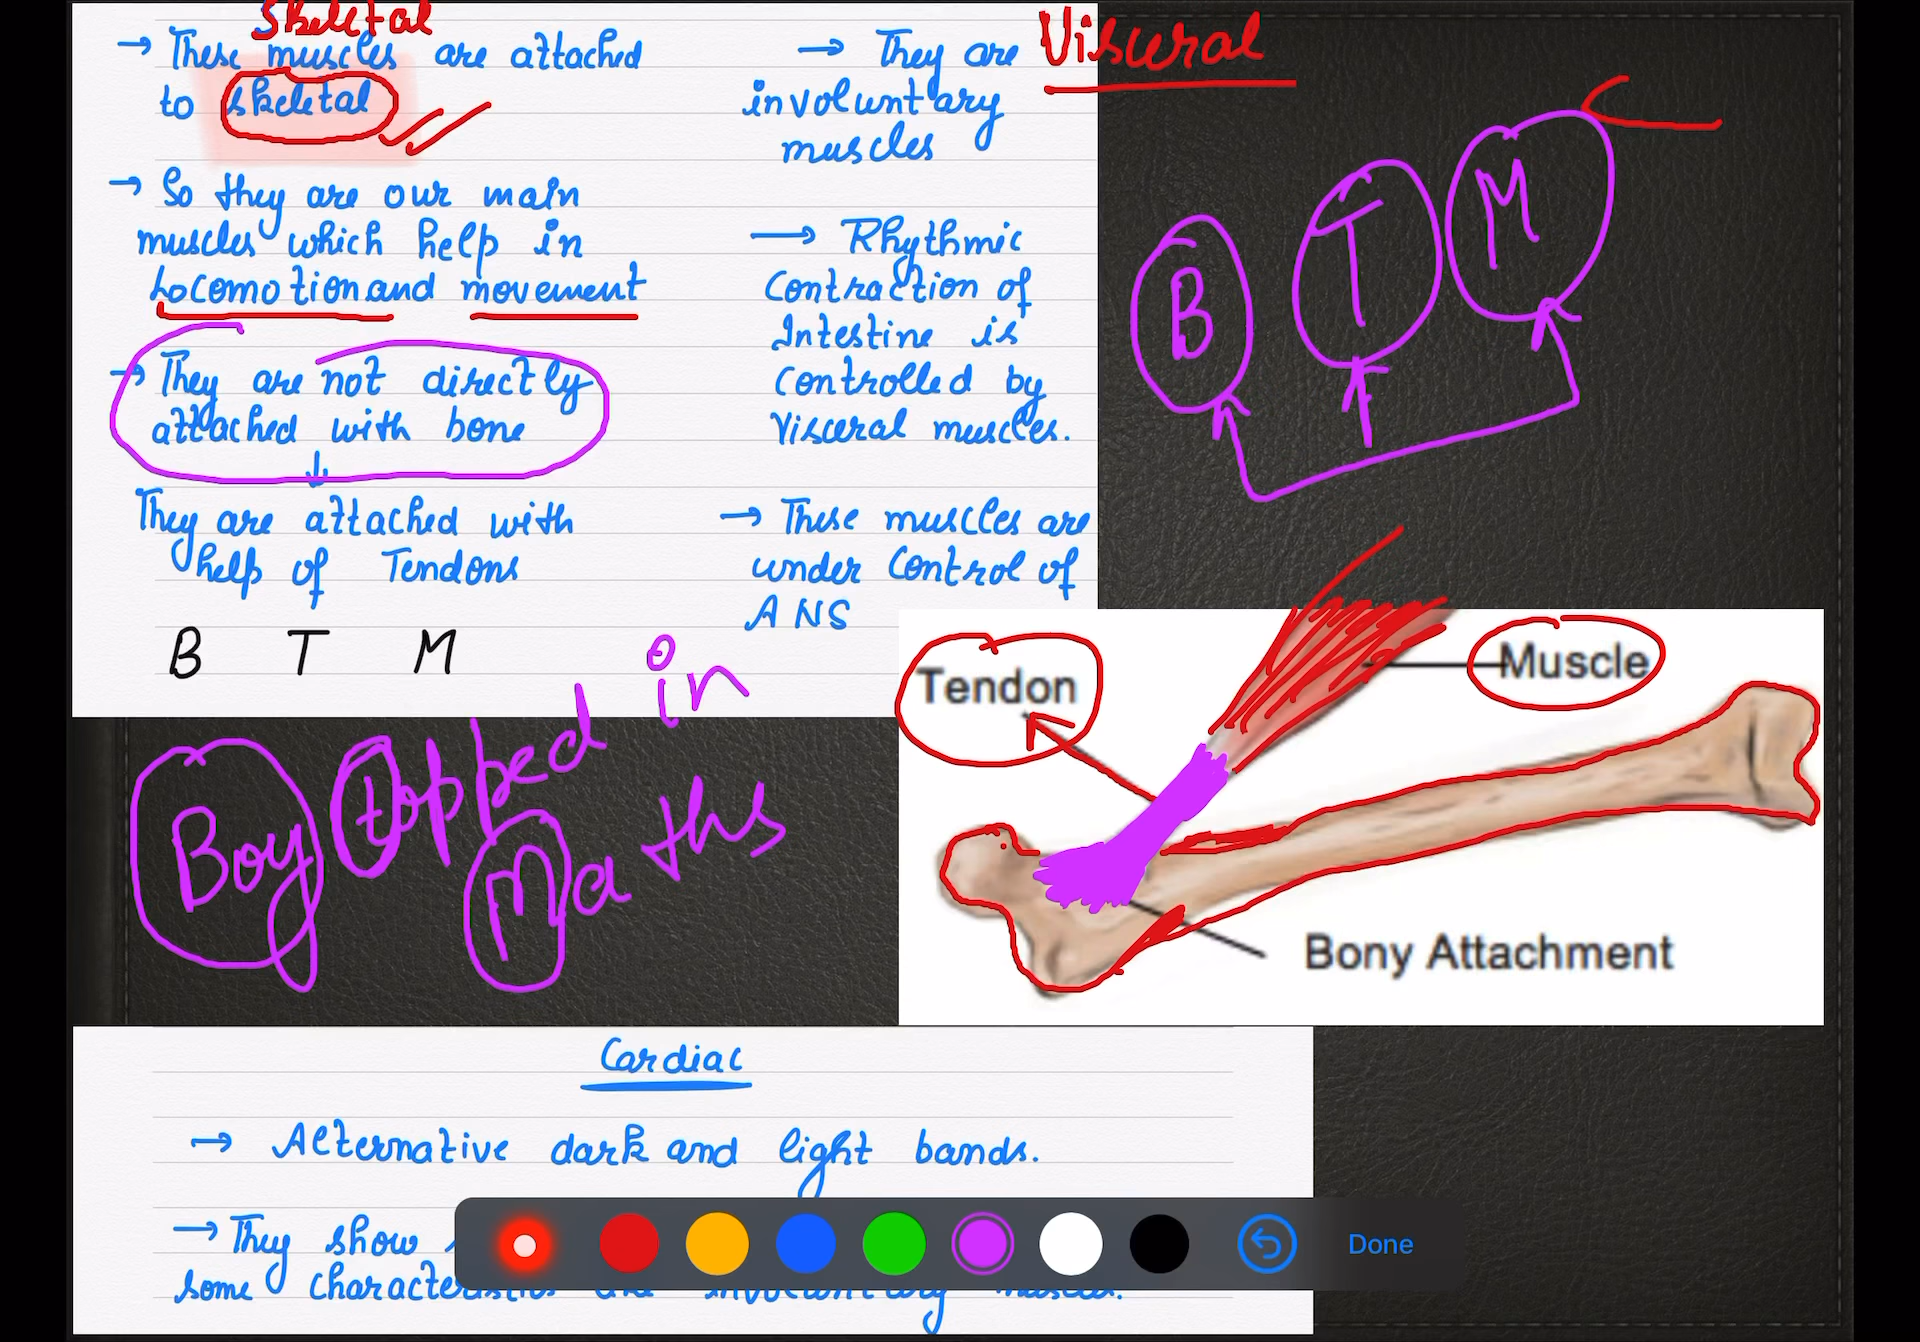 Skeletal
→ These muscles are attached
to skeletal
→ So they are our main
muscles which help in
Locomotion and movement
→ They are not directly
attached with bone
↓
They are attached with
help of Tendons
B T M
Visceral
→ They are
involuntary
muscles
→ Rhythmic
Contraction of
Intestine is
controlled by
Visceral muscles.
→ These muscles are
under control of
ANS
B T M
Boy topped in
Maths
Tendon
Muscle
Bony Attachment
Cardiac
→ Alternative dark and light bands.
→ They show
some
Done